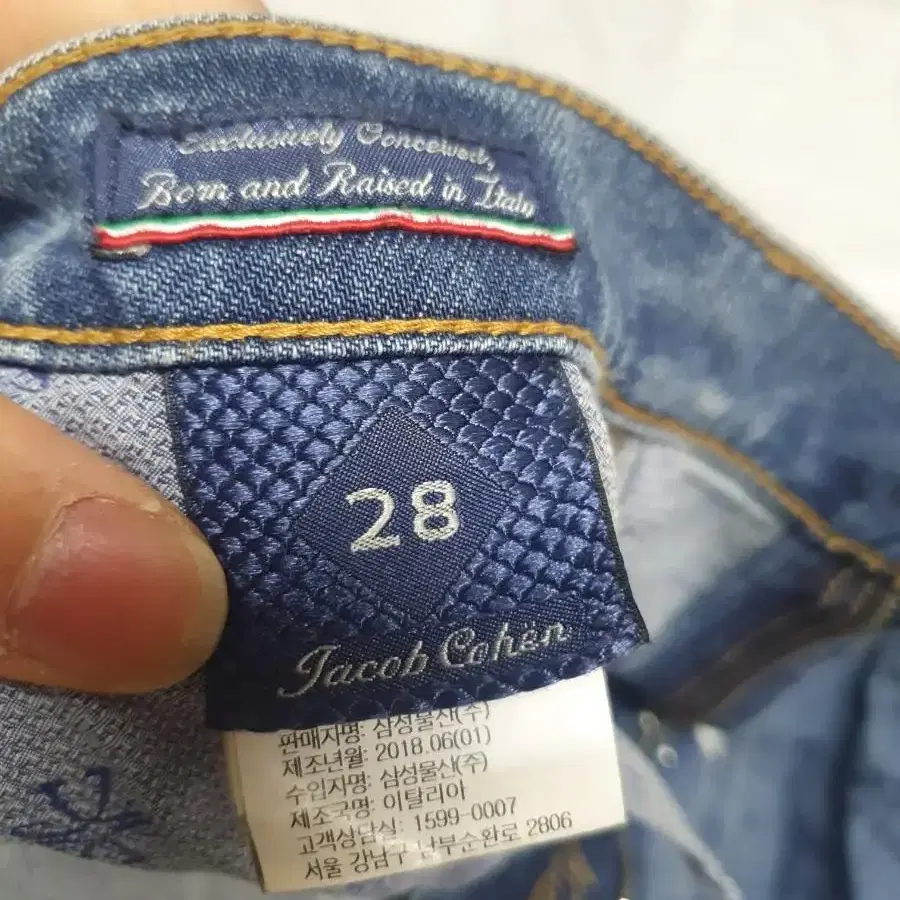 Exclusively Conceived,
Born and Raised in Italy
28
Jacob Cohën
판매자명: 삼성물산(주)
제조년월: 2018.06(01)
수입자명: 삼성물산(주)
제조국명: 이탈리아
고객상담실: 1599-0007
서울 강남구 남부순환로 2806